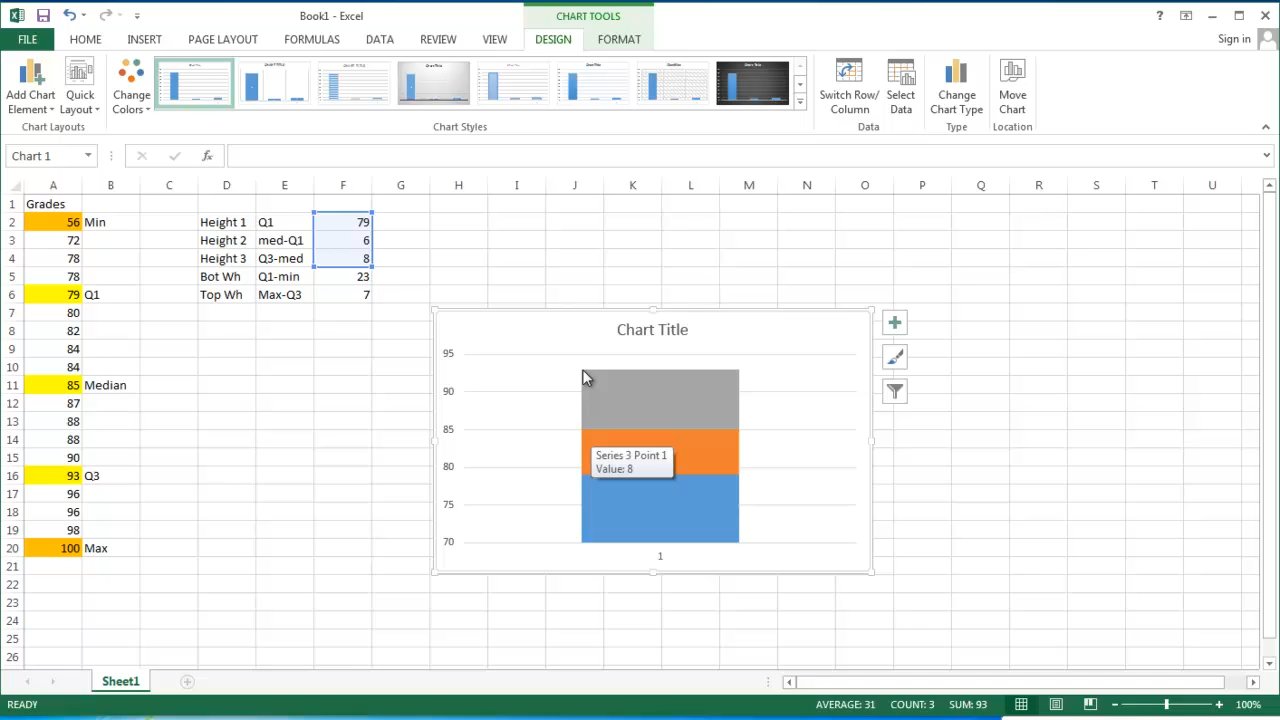 Book1 - Excel
CHART TOOLS
?
FILE HOME INSERT PAGE LAYOUT FORMULAS DATA REVIEW VIEW DESIGN FORMAT Sign in
Add Chart Element Quick Layout Change Colors Switch Row/ Column Select Data Change Chart Type Move Chart
Chart Layouts Chart Styles Data Type Location
Chart 1 fx
A B C D E F G H I J K L M N O P Q R S T U
1 Grades
2 56 Min Height 1 Q1 79
3 72 Height 2 med-Q1 6
4 78 Height 3 Q3-med 8
5 78 Bot Wh Q1-min 23
6 79 Q1 Top Wh Max-Q3 7
7 80
8 82
9 84
10 84
11 85 Median
12 87
13 88
14 88
15 90
16 93 Q3
17 96
18 96
19 98
20 100 Max
21
22
23
24
25
26
Chart Title
95
90
85
80
75
70
1
Series 3 Point 1
Value: 8
Sheet1
READY AVERAGE: 31 COUNT: 3 SUM: 93 100%